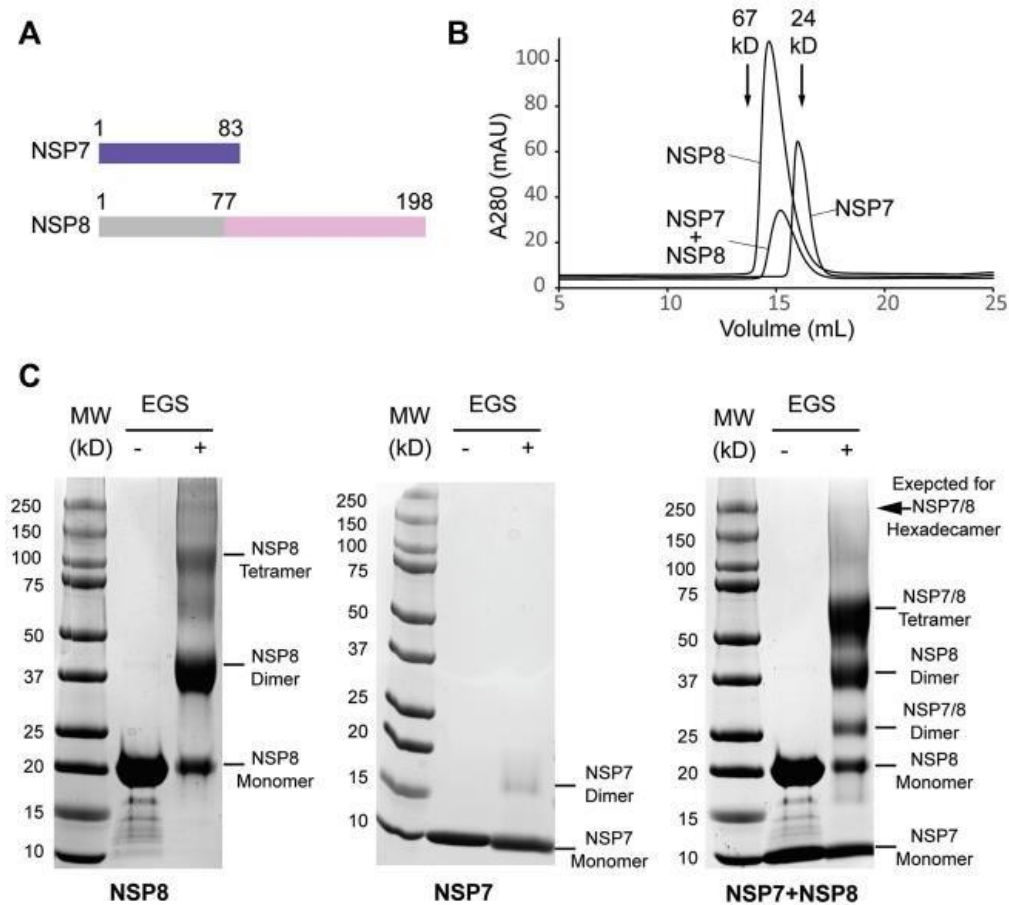 A
1 83
NSP7
1 77 198
NSP8
B
67 24
kD kD
100
80
60
40
20
0
A280 (mAU)
NSP8
NSP7
+
NSP8
NSP7
5 10 15 20 25
Volulme (mL)
C
MW EGS
(kD) - +
250
150
100
75
50
37
25
20
15
10
NSP8
Tetramer
NSP8
Dimer
NSP8
Monomer
NSP8
MW EGS
(kD) - +
250
150
100
75
50
37
25
20
15
10
NSP7
Dimer
NSP7
Monomer
NSP7
MW EGS
(kD) - +
250
150
100
75
50
37
25
20
15
10
Exepcted for
NSP7/8
Hexadecamer
NSP7/8
Tetramer
NSP8
Dimer
NSP7/8
Dimer
NSP8
Monomer
NSP7
Monomer
NSP7+NSP8